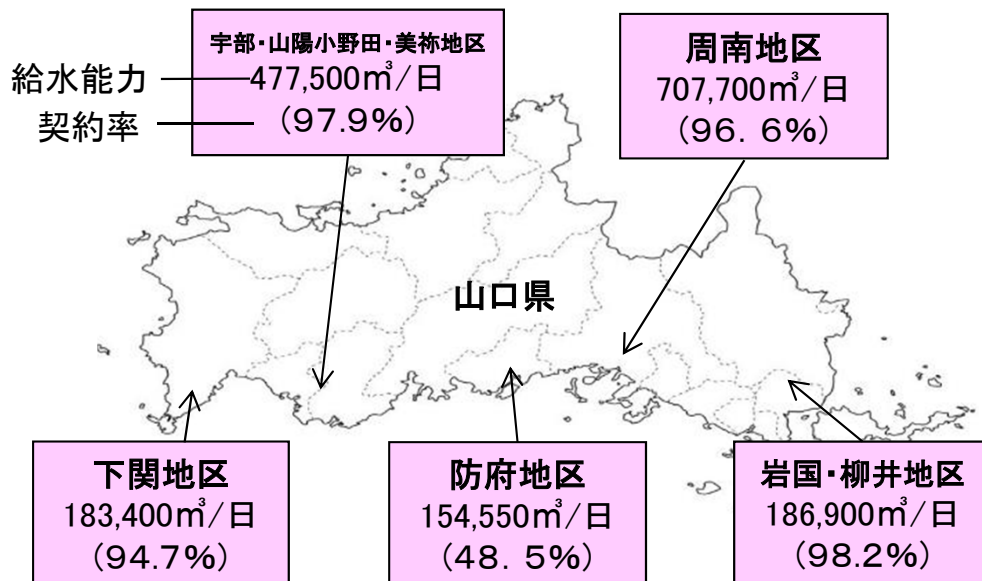 宇部・山陽小野田・美祢地区
給水能力
477,500㎥/日
契約率
(97.9%)
周南地区
707,700㎥/日
(96.6%)
山口県
下関地区
183,400㎥/日
(94.7%)
防府地区
154,550㎥/日
(48.5%)
岩国・柳井地区
186,900㎥/日
(98.2%)